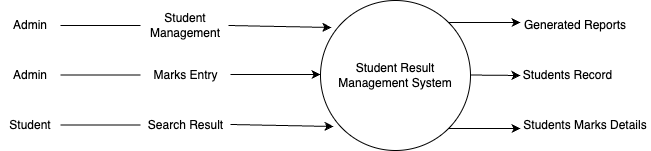 Admin
Student
Management
Generated Reports
Admin
Marks Entry
Student Result
Management System
Students Record
Student
Search Result
Students Marks Details